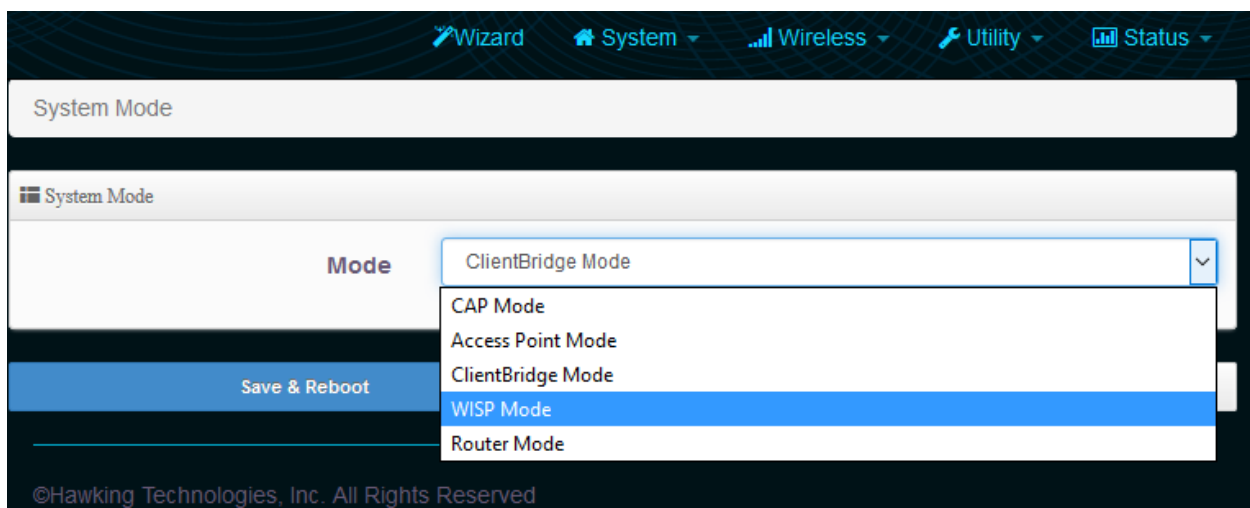 Wizard System Wireless Utility Status
System Mode
System Mode
Mode ClientBridge Mode
CAP Mode
Access Point Mode
ClientBridge Mode
Save & Reboot
WISP Mode
Router Mode
©Hawking Technologies, Inc. All Rights Reserved